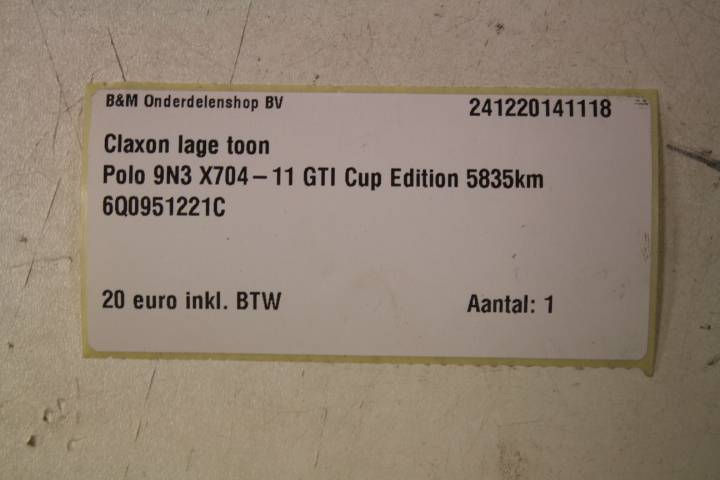 B&M Onderdelenshop BV 241220141118
Claxon lage toon
Polo 9N3 X704-11 GTI Cup Edition 5835km
6Q0951221C
20 euro inkl. BTW Aantal: 1